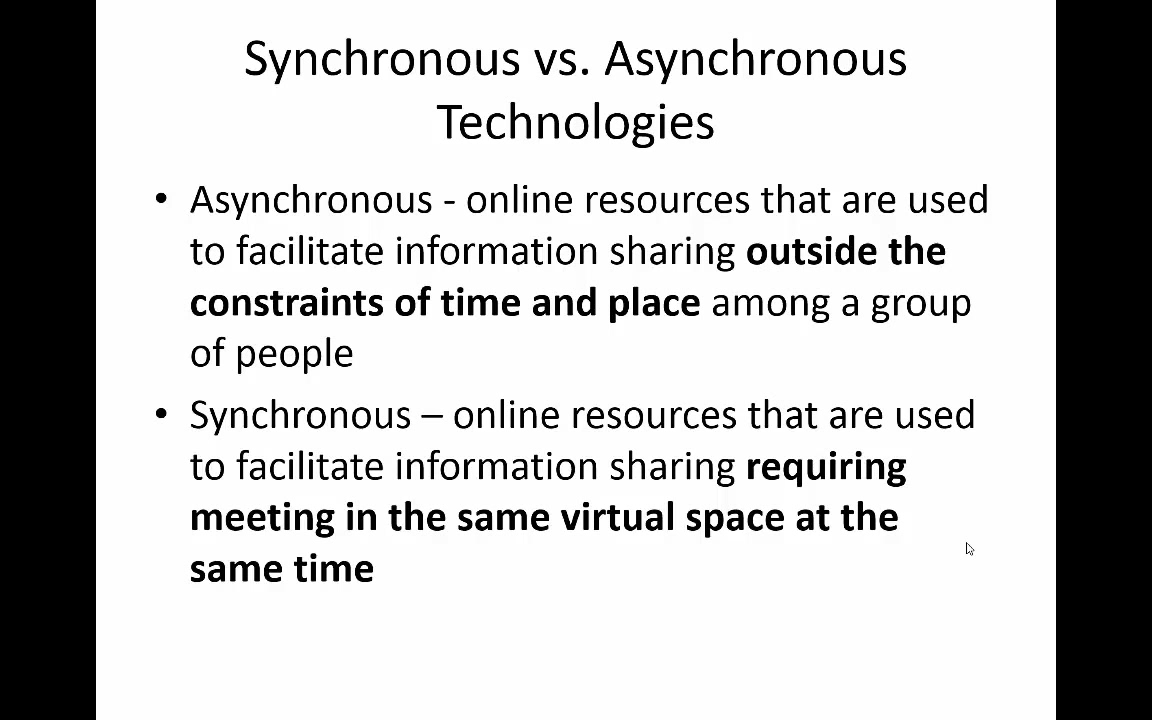 Synchronous vs. Asynchronous
Technologies
• Asynchronous - online resources that are used
to facilitate information sharing outside the
constraints of time and place among a group
of people
• Synchronous – online resources that are used
to facilitate information sharing requiring
meeting in the same virtual space at the
same time